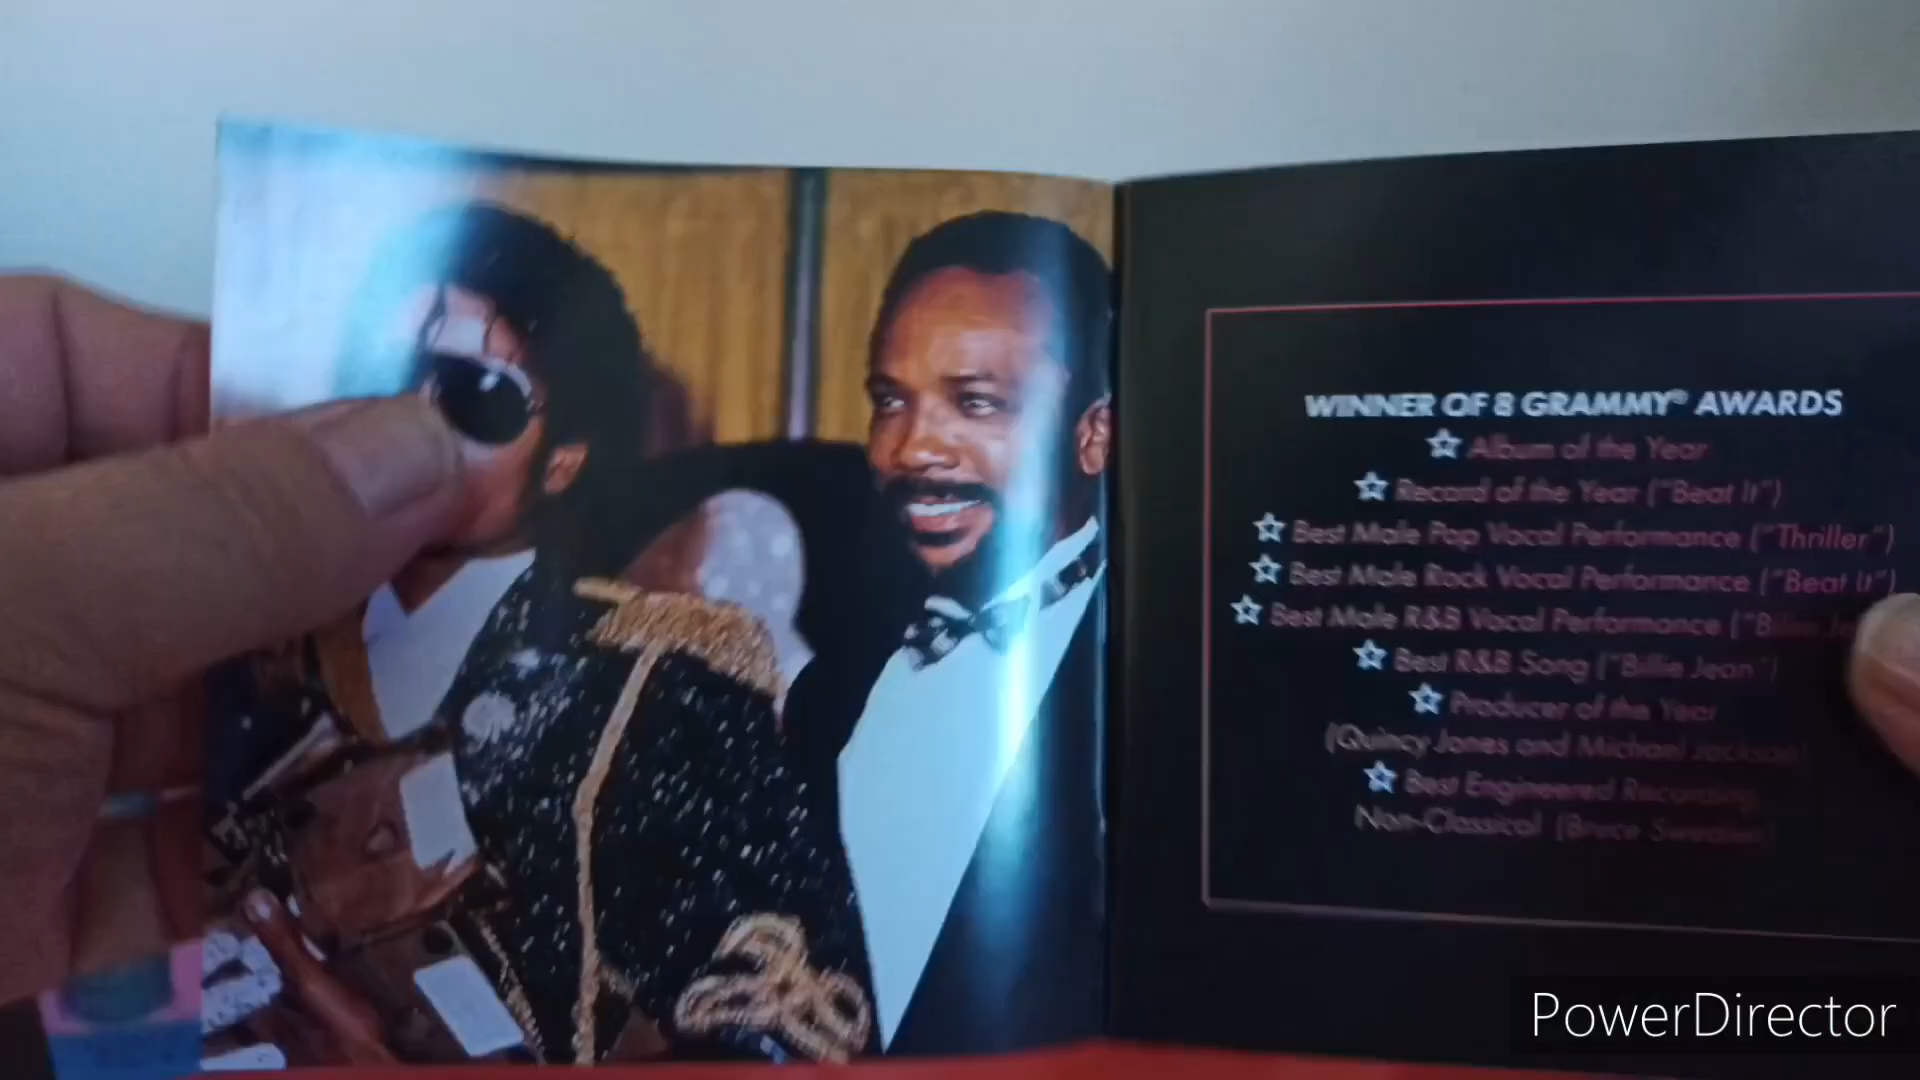 WINNER OF 8 GRAMMY® AWARDS
☆ Album of the Year
☆ Record of the Year ("Beat It")
☆ Best Male Pop Vocal Performance ("Thriller")
☆ Best Male Rock Vocal Performance ("Beat It")
☆ Best Male R&B Vocal Performance ("Billie Je
☆ Best R&B Song ("Billie Jean")
☆ Producer of the Year
(Quincy Jones and Michael Jackson)
☆ Best Engineered Recording
Non-Classical (Bruce Swedien)
PowerDirector